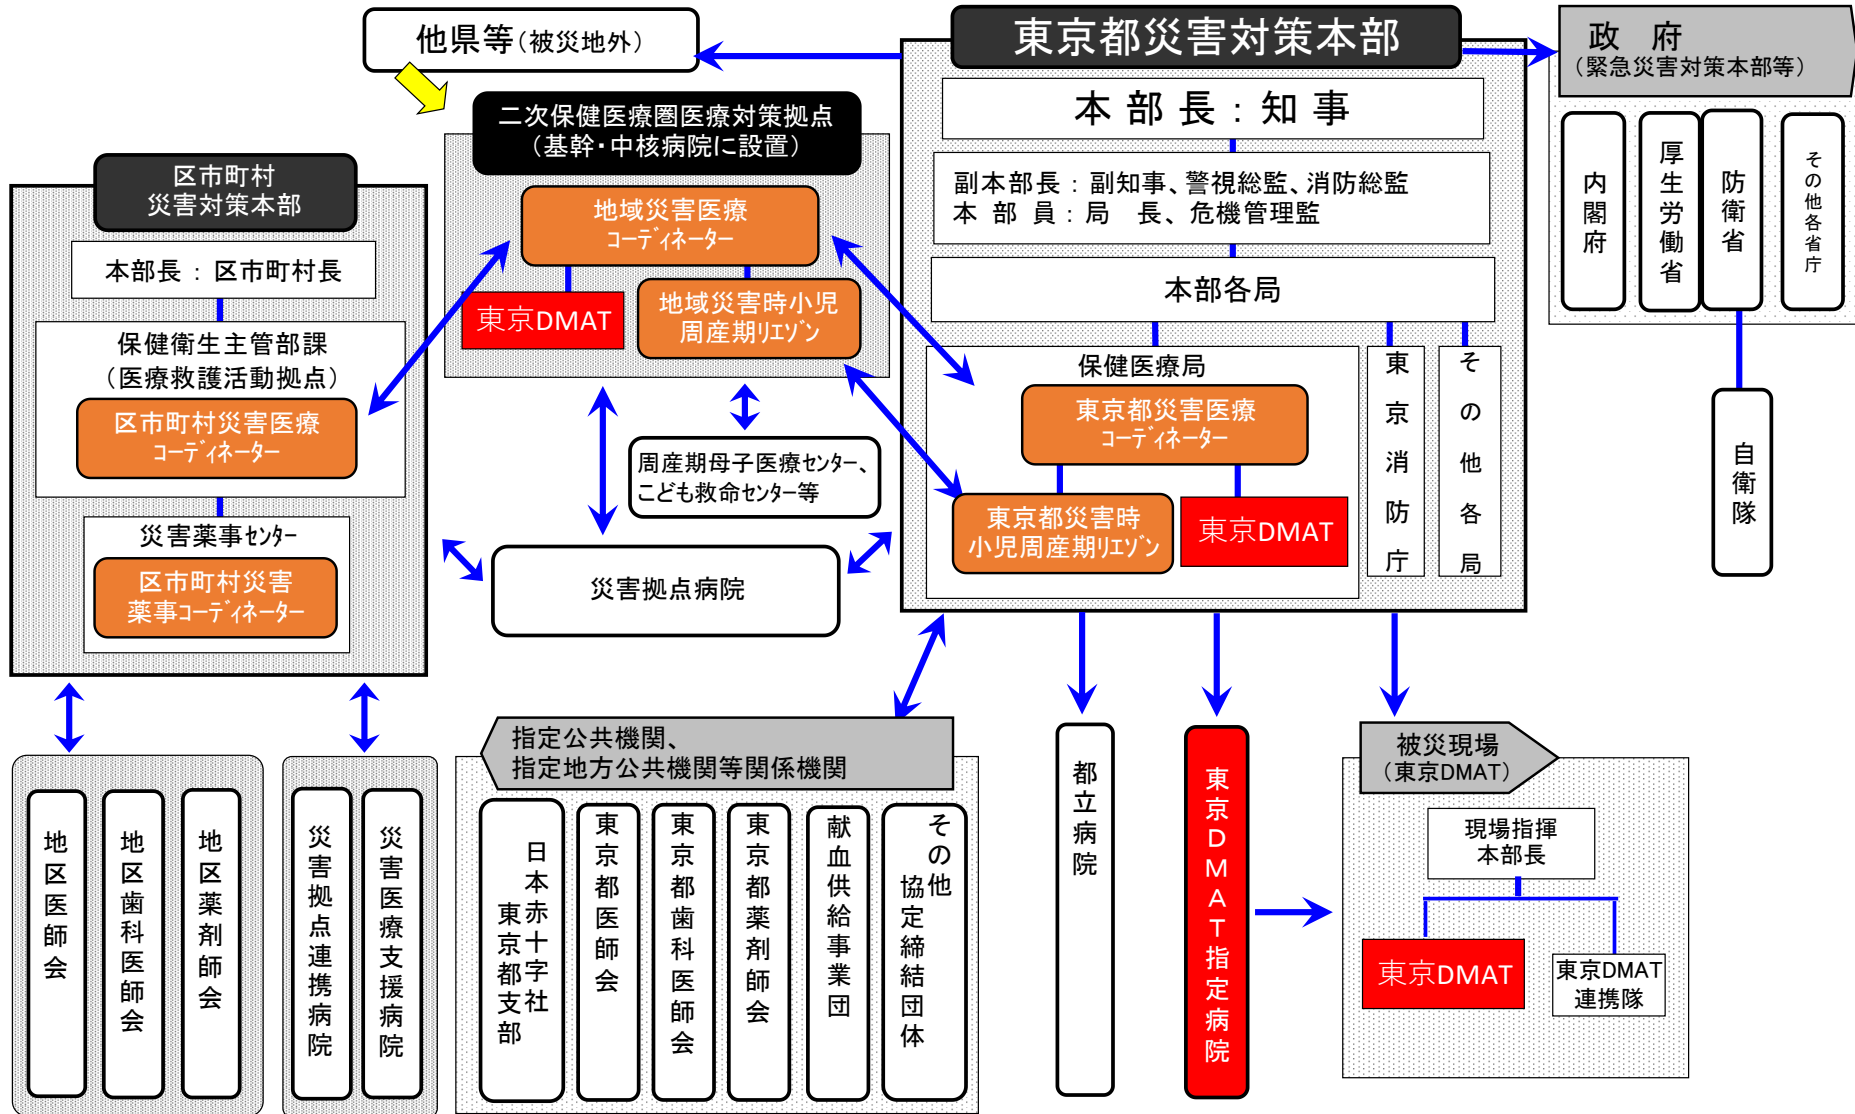 他県等（被災地外）
東京都災害対策本部
政　府
（緊急災害対策本部等）
本 部 長 : 知 事
副本部長 : 副知事、警視総監、消防総監
本 部 員 : 局　長、危機管理監
本部各局
保健医療局
東京都災害医療
コーディネーター
東京都災害時
小児周産期リエゾン
東京DMAT
東京消防庁
その他各局
内閣府
厚生労働省
防衛省
その他各省庁
自衛隊
二次保健医療圏医療対策拠点
（基幹・中核病院に設置）
地域災害医療
コーディネーター
東京DMAT
地域災害時小児
周産期リエゾン
周産期母子医療センター、
こども救命センター等
災害拠点病院
区市町村
災害対策本部
本部長 : 区市町村長
保健衛生主管部課
（医療救護活動拠点）
区市町村災害医療
コーディネーター
災害薬事センター
区市町村災害
薬事コーディネーター
地区医師会
地区歯科医師会
地区薬剤師会
災害拠点連携病院
災害医療支援病院
指定公共機関、
指定地方公共機関等関係機関
日本赤十字社
東京都支部
東京都医師会
東京都歯科医師会
東京都薬剤師会
献血供給事業団
その他
協定締結団体
都立病院
東京DMAT指定病院
被災現場
（東京DMAT）
現場指揮
本部長
東京DMAT
東京DMAT
連携隊